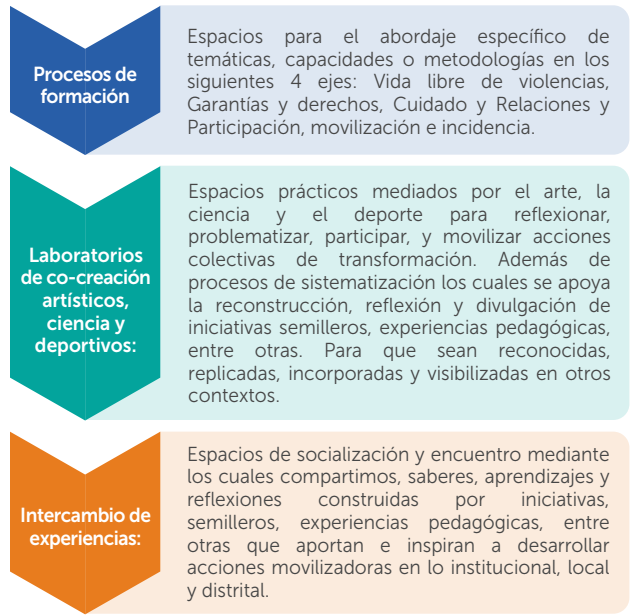 Procesos de
formación
Espacios para el abordaje específico de
temáticas, capacidades o metodologías en los
siguientes 4 ejes: Vida libre de violencias,
Garantías y derechos, Cuidado y Relaciones y
Participación, movilización e incidencia.
Laboratorios
de co-creación
artísticos,
ciencia y
deportivos:
Espacios prácticos mediados por el arte, la
ciencia y el deporte para reflexionar,
problematizar, participar, y movilizar acciones
colectivas de transformación. Además de
procesos de sistematización los cuales se apoya
la reconstrucción, reflexión y divulgación de
iniciativas semilleros, experiencias pedagógicas,
entre otras. Para que sean reconocidas,
replicadas, incorporadas y visibilizadas en otros
contextos.
Intercambio de
experiencias:
Espacios de socialización y encuentro mediante
los cuales compartimos, saberes, aprendizajes y
reflexiones construidas por iniciativas,
semilleros, experiencias pedagógicas, entre
otras que aportan e inspiran a desarrollar
acciones movilizadoras en lo institucional, local
y distrital.